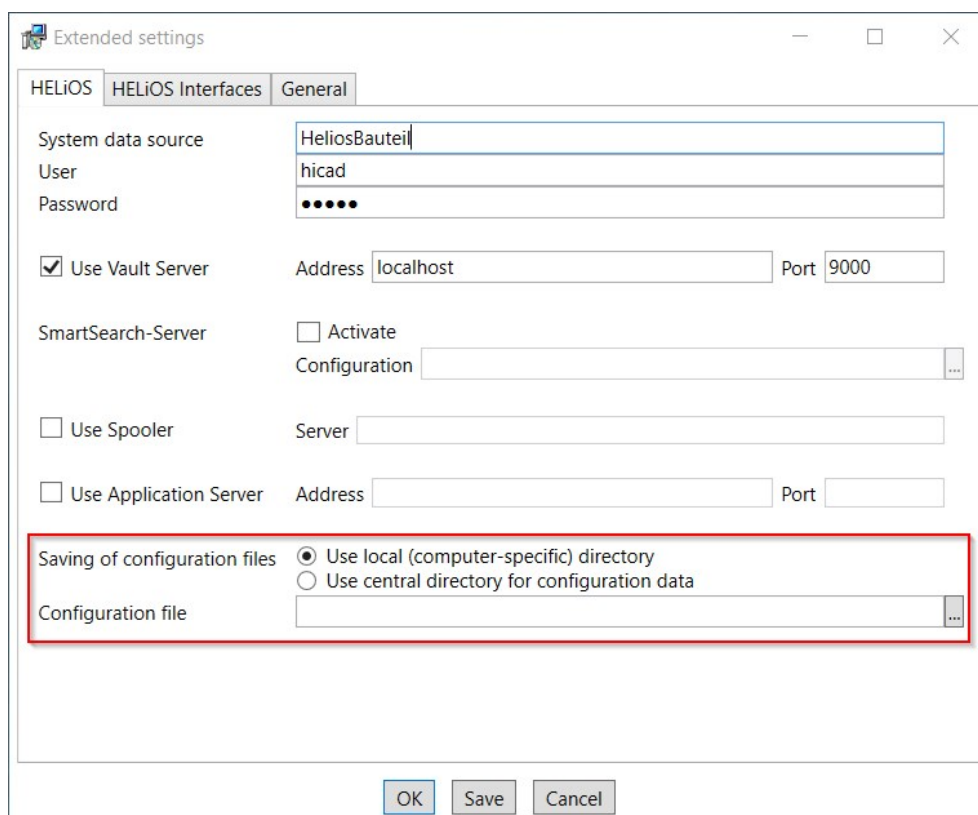 Extended settings
HELiOS HELiOS Interfaces General
System data source HeliosBauteil
User hicad
Password •••••
Use Vault Server Address localhost Port 9000
SmartSearch-Server Activate
Configuration ...
Use Spooler Server
Use Application Server Address Port
Saving of configuration files Use local (computer-specific) directory
Use central directory for configuration data
Configuration file ...
OK Save Cancel